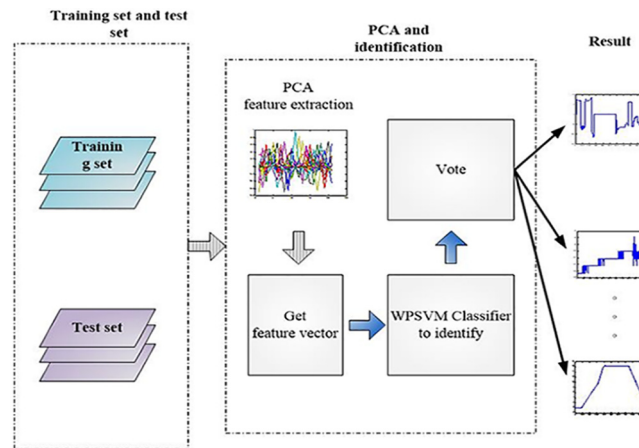 Training set and test
set
PCA and
identification
Result
PCA
feature extraction
Trainin
g set
Vote
Test set
Get
feature vector
WPSVM Classifier
to identify